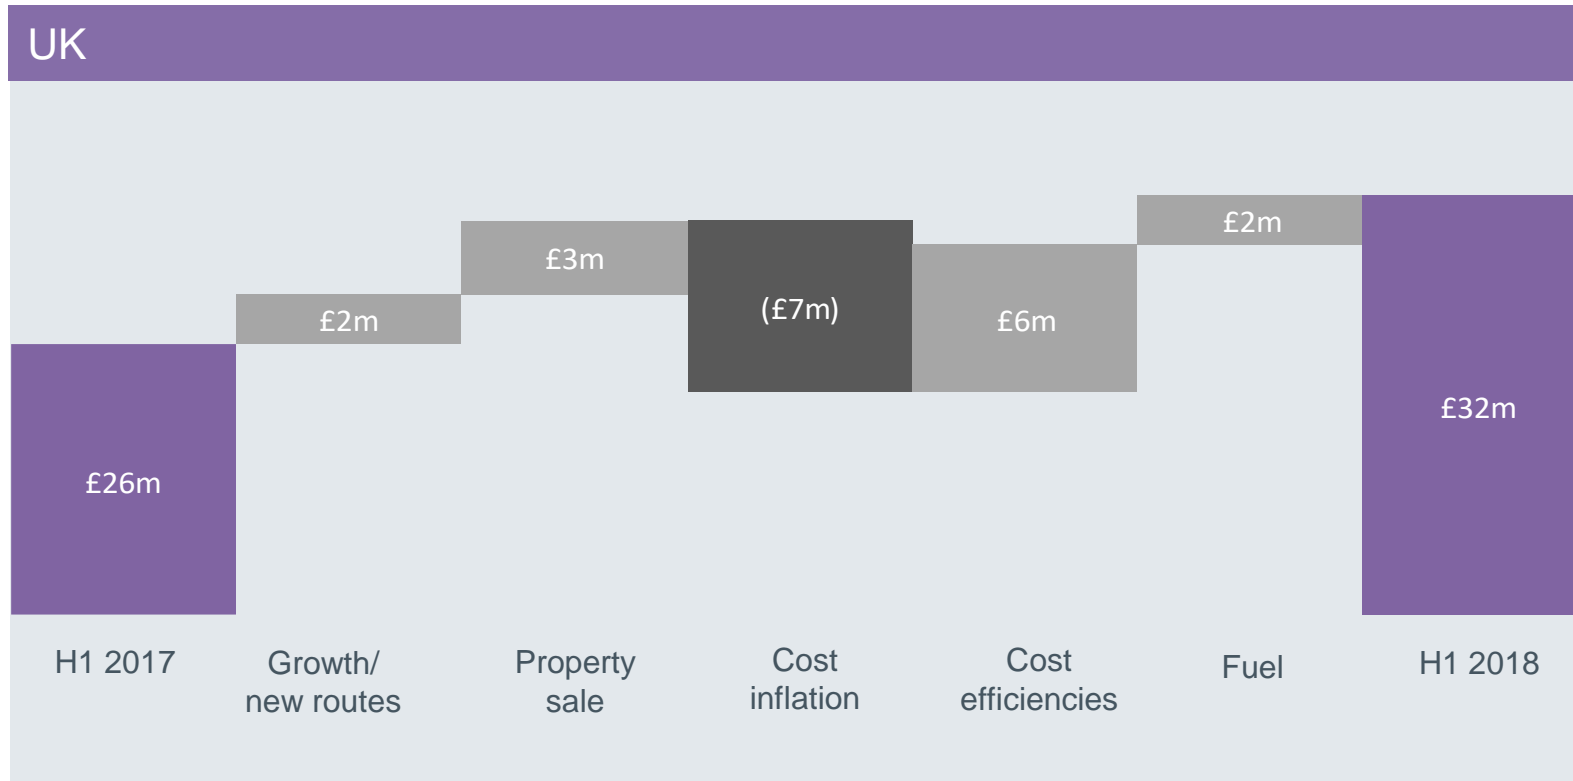 UK
£26m
£2m
£3m
(£7m)
£6m
£2m
£32m
H1 2017
Growth/
new routes
Property
sale
Cost
inflation
Cost
efficiencies
Fuel
H1 2018